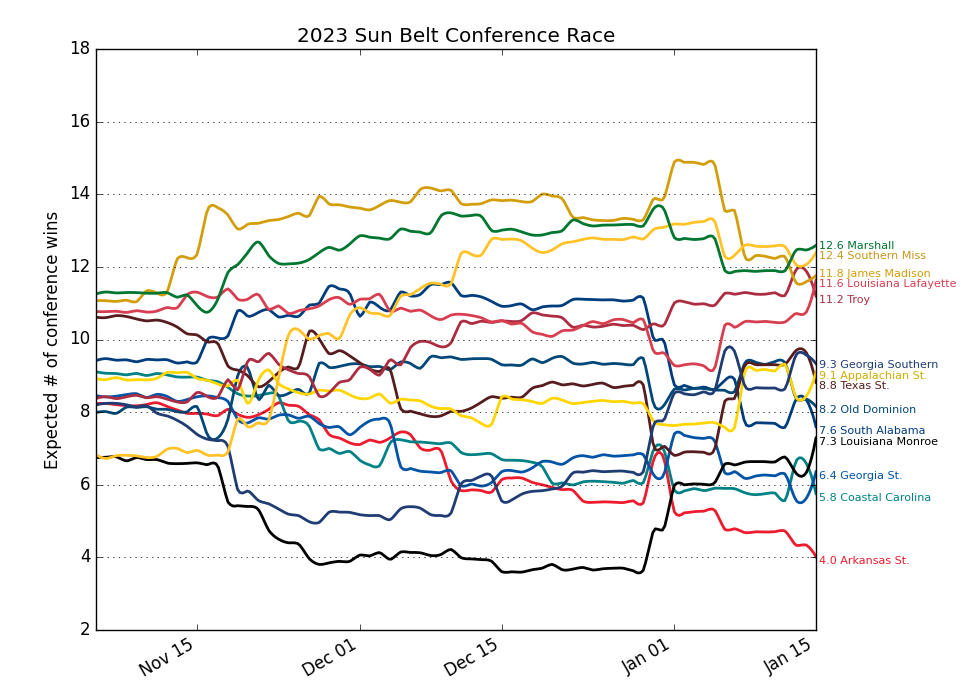 2023 Sun Belt Conference Race
Expected # of conference wins
18
16
14
12
10
8
6
4
2
12.6 Marshall
12.4 Southern Miss
11.8 James Madison
11.6 Louisiana Lafayette
11.2 Troy
9.3 Georgia Southern
9.1 Appalachian St.
8.8 Texas St.
8.2 Old Dominion
7.6 South Alabama
7.3 Louisiana Monroe
6.4 Georgia St.
5.8 Coastal Carolina
4.0 Arkansas St.
Nov 15
Dec 01
Dec 15
Jan 01
Jan 15